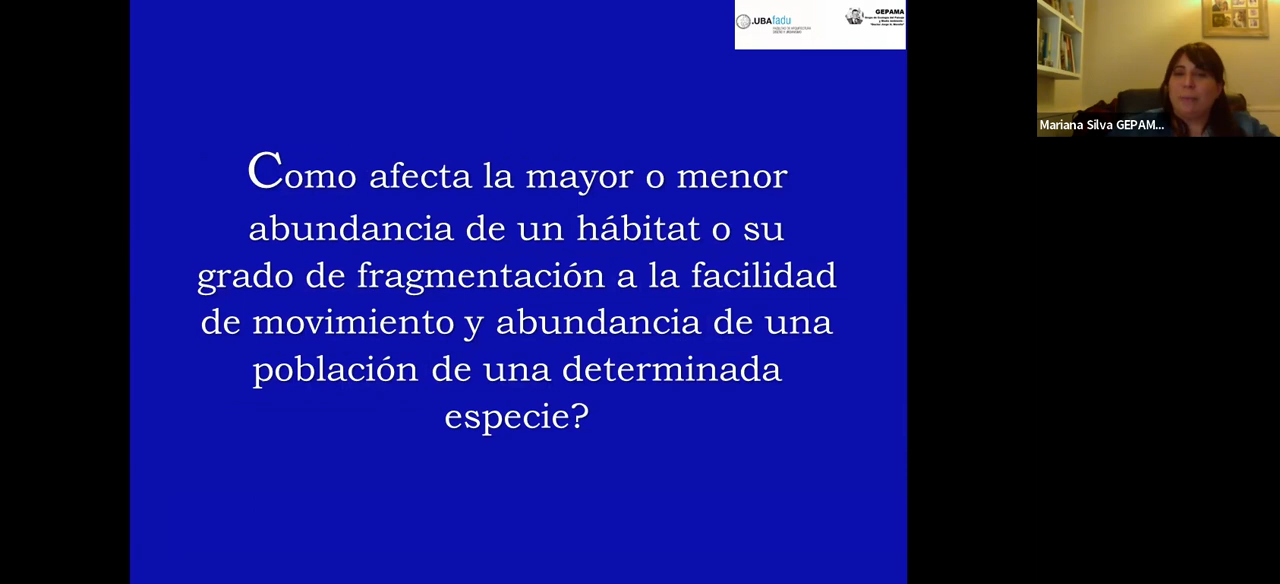 .UBAfadu
GEPAMA
Como afecta la mayor o menor
abundancia de un hábitat o su
grado de fragmentación a la facilidad
de movimiento y abundancia de una
población de una determinada
especie?
Mariana Silva GEPAM...